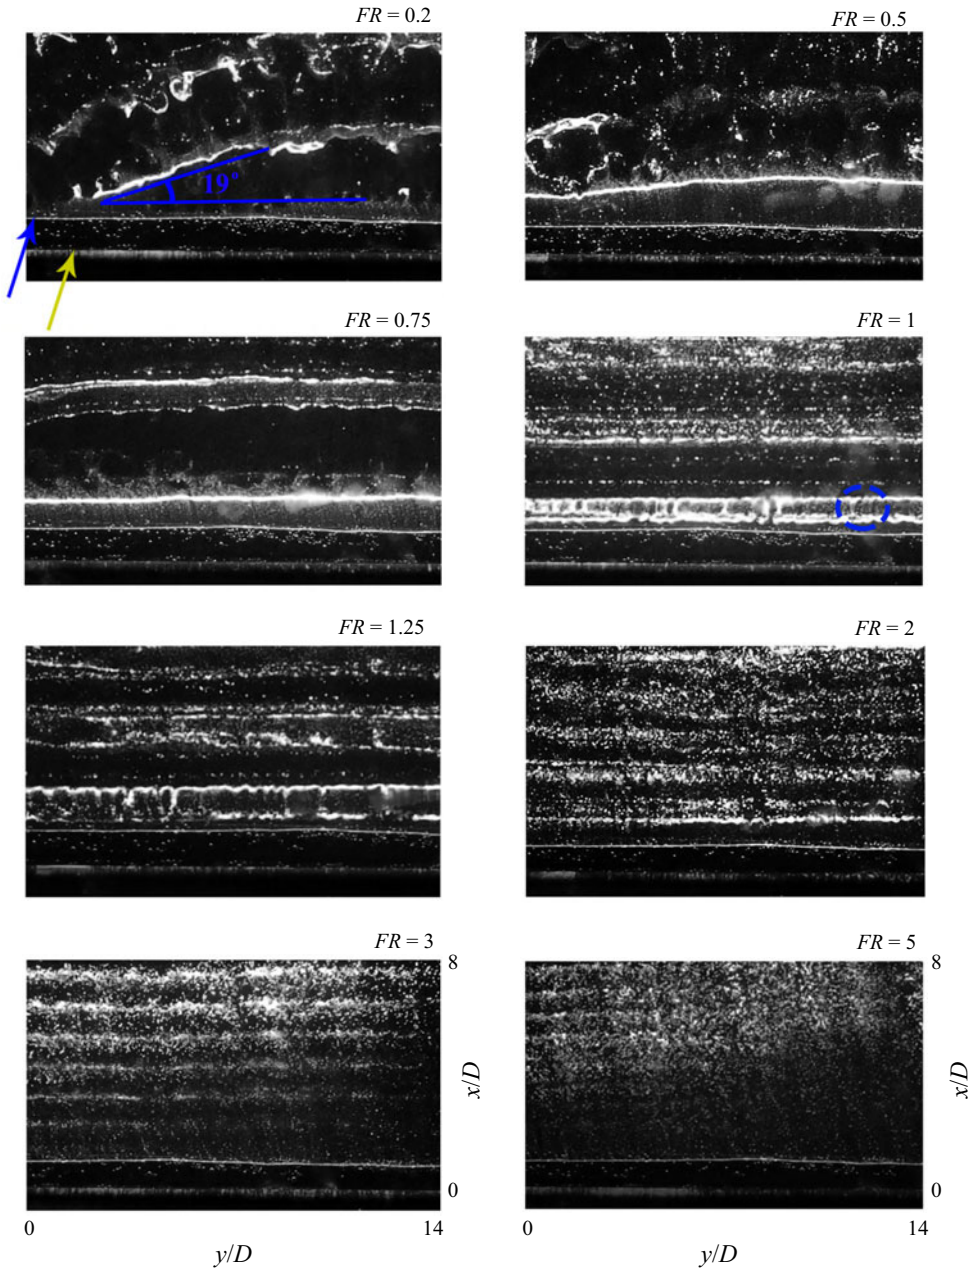 FR = 0.2
FR = 0.5
19°
FR = 0.75
FR = 1
FR = 1.25
FR = 2
FR = 3
FR = 5
8
8
x/D
x/D
0
0
0
14
0
14
y/D
y/D